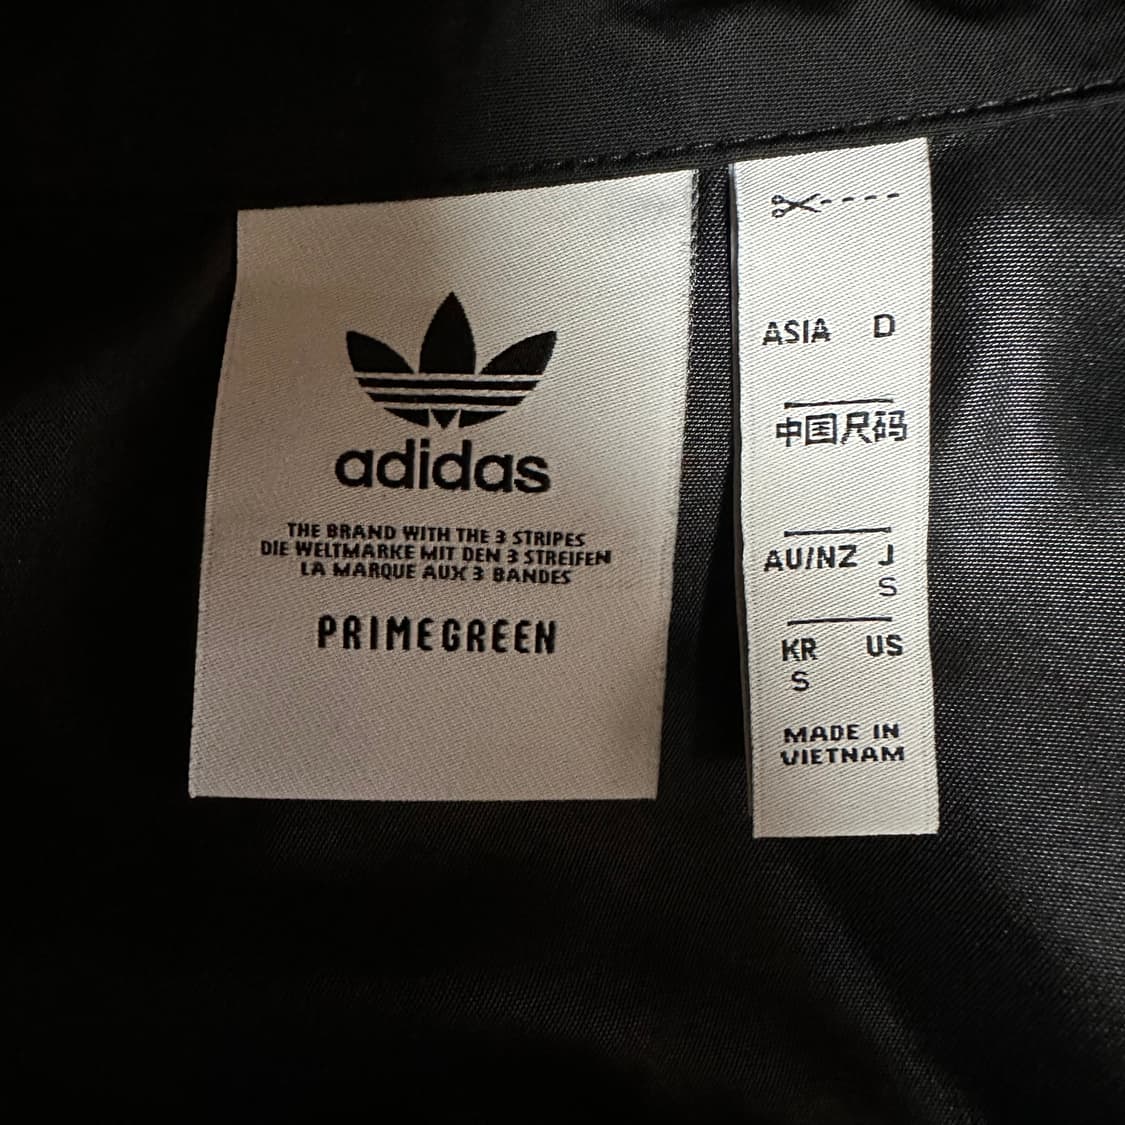 adidas
THE BRAND WITH THE 3 STRIPES
DIE WELTMARKE MIT DEN 3 STREIFEN
LA MARQUE AUX 3 BANDES
PRIMEGREEN
ASIA D
中国尺码
AU/NZ J
S
KR US
S
MADE IN
VIETNAM